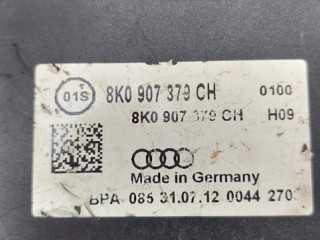 01S 8K0 907 379 CH 0100
8K0 907 379 CH H09
Made in Germany
BPA 085 31.07.12 0044 270